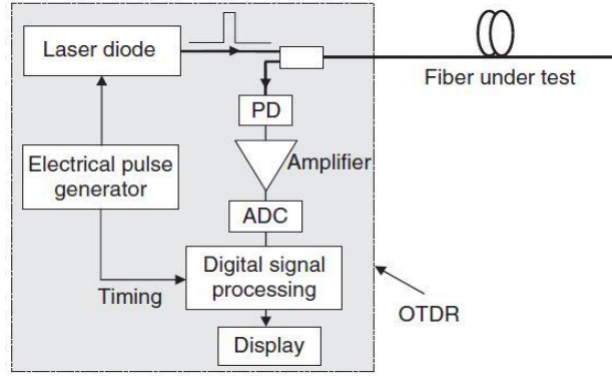 Laser diode
Fiber under test
PD
Electrical pulse
generator
Amplifier
ADC
Timing
Digital signal
processing
OTDR
Display